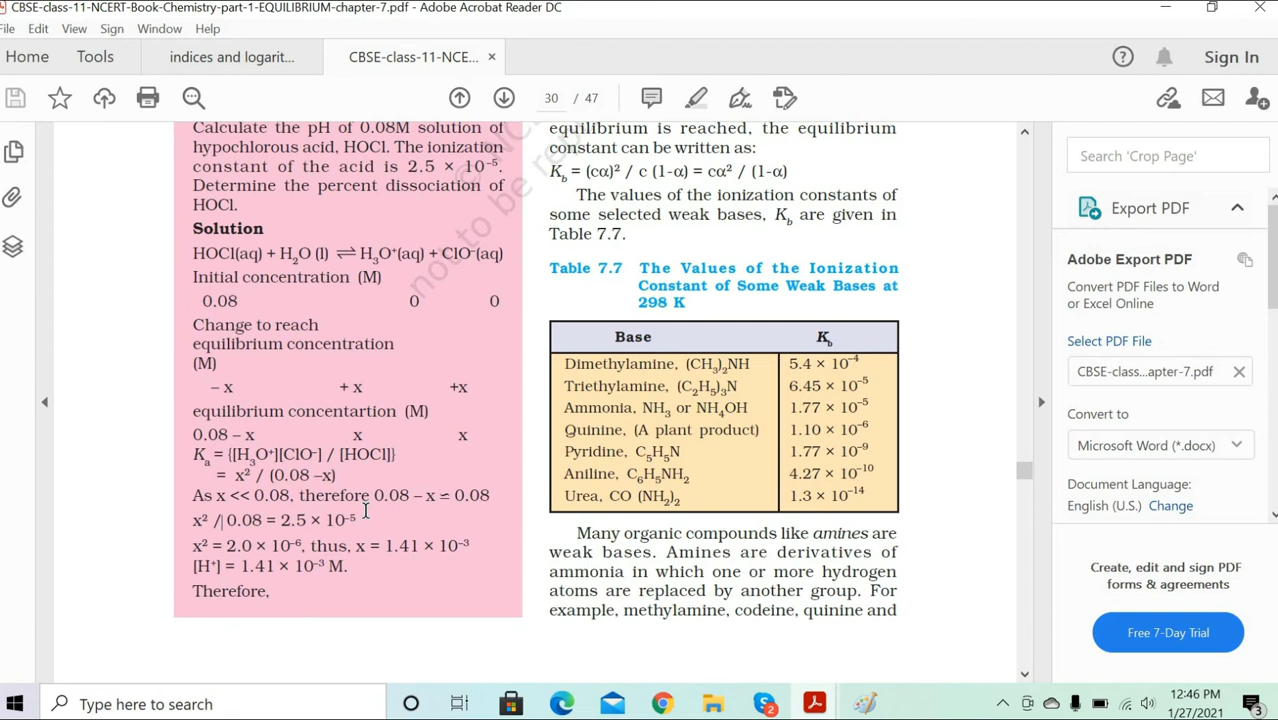 CBSE-class-11-NCERT-Book-Chemistry-part-1-EQUILIBRIUM-chapter-7.pdf - Adobe Acrobat Reader DC
File Edit View Sign Window Help
Home Tools indices and logarit... CBSE-class-11-NCE... × Sign In
30 / 47
Calculate the pH of 0.08M solution of
hypochlorous acid, HOCl. The ionization
constant of the acid is 2.5 × 10⁻⁵.
Determine the percent dissociation of
HOCl.
Solution
HOCl(aq) + H₂O (l) ⇌ H₃O⁺(aq) + ClO⁻(aq)
Initial concentration (M)
0.08 0 0
Change to reach
equilibrium concentration
(M)
– x + x +x
equilibrium concentartion (M)
0.08 – x x x
Kₐ = {[H₃O⁺][ClO⁻] / [HOCl]}
= x² / (0.08 –x)
As x << 0.08, therefore 0.08 – x ≃ 0.08
x² / 0.08 = 2.5 × 10⁻⁵
x² = 2.0 × 10⁻⁶, thus, x = 1.41 × 10⁻³
[H⁺] = 1.41 × 10⁻³ M.
Therefore,
equilibrium is reached, the equilibrium
constant can be written as:
K_b = (cα)² / c (1-α) = cα² / (1-α)
The values of the ionization constants of
some selected weak bases, K_b are given in
Table 7.7.
Table 7.7 The Values of the Ionization
Constant of Some Weak Bases at
298 K
Base K_b
Dimethylamine, (CH₃)₂NH 5.4 × 10⁻⁴
Triethylamine, (C₂H₅)₃N 6.45 × 10⁻⁵
Ammonia, NH₃ or NH₄OH 1.77 × 10⁻⁵
Quinine, (A plant product) 1.10 × 10⁻⁶
Pyridine, C₅H₅N 1.77 × 10⁻⁹
Aniline, C₆H₅NH₂ 4.27 × 10⁻¹⁰
Urea, CO (NH₂)₂ 1.3 × 10⁻¹⁴
Many organic compounds like amines are
weak bases. Amines are derivatives of
ammonia in which one or more hydrogen
atoms are replaced by another group. For
example, methylamine, codeine, quinine and
not to be rep
Search 'Crop Page'
Export PDF
Adobe Export PDF
Convert PDF Files to Word
or Excel Online
Select PDF File
CBSE-class...apter-7.pdf ×
Convert to
Microsoft Word (*.docx)
Document Language:
English (U.S.) Change
Create, edit and sign PDF
forms & agreements
Free 7-Day Trial
Type here to search
2
12:46 PM
1/27/2021
3